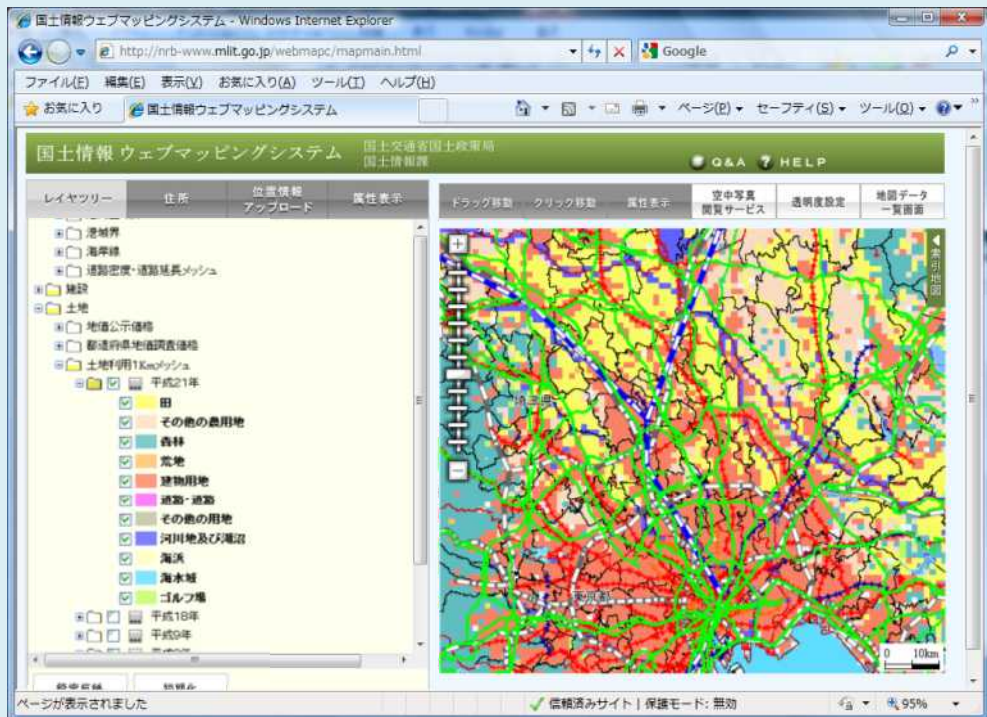 国土情報ウェブマッピングシステム - Windows Internet Explorer
http://nrb-www.mlit.go.jp/webmapc/mapmain.html
Google
ファイル(F) 編集(E) 表示(V) お気に入り(A) ツール(T) ヘルプ(H)
お気に入り 国土情報ウェブマッピングシステム
ページ(P) セーフティ(S) ツール(O)
国土情報 ウェブマッピングシステム
国土交通省国土政策局
国土情報課
Q&A ? HELP
レイヤツリー 住所 位置情報アップロード 属性表示
ドラッグ移動 クリック移動 属性表示 空中写真閲覧サービス 透明度設定 地図データ一覧画面
港域界
海岸線
道路密度・道路延長メッシュ
施設
土地
地価公示価格
都道府県地価調査価格
土地利用1Kmメッシュ
平成21年
田
その他の農用地
森林
荒地
建物用地
道路・道路
その他の用地
河川地及び湖沼
海浜
海水域
ゴルフ場
平成18年
平成9年
索引地図
埼玉県
東京都
0 10km
初期化
ページが表示されました
信頼済みサイト | 保護モード: 無効
95%